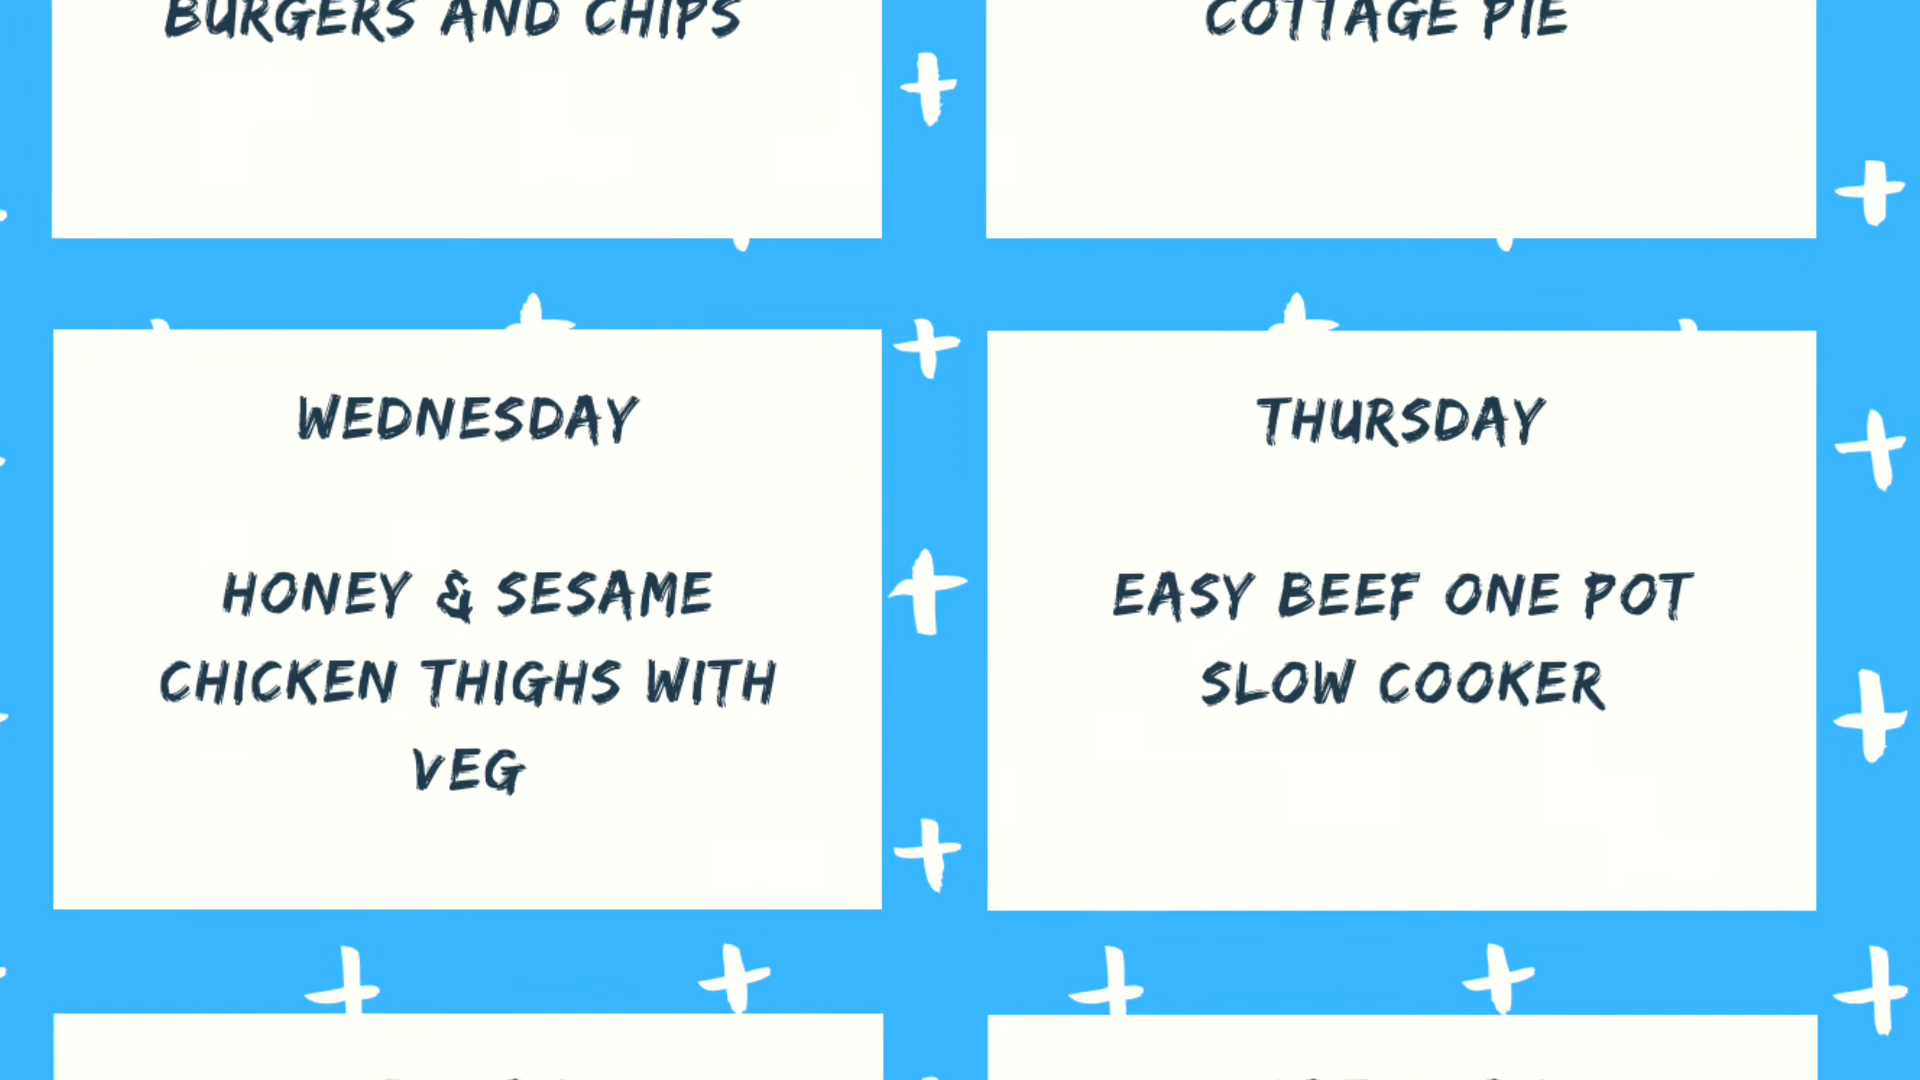 BURGERS AND CHIPS
COTTAGE PIE
WEDNESDAY
HONEY & SESAME
CHICKEN THIGHS WITH
VEG
THURSDAY
EASY BEEF ONE POT
SLOW COOKER